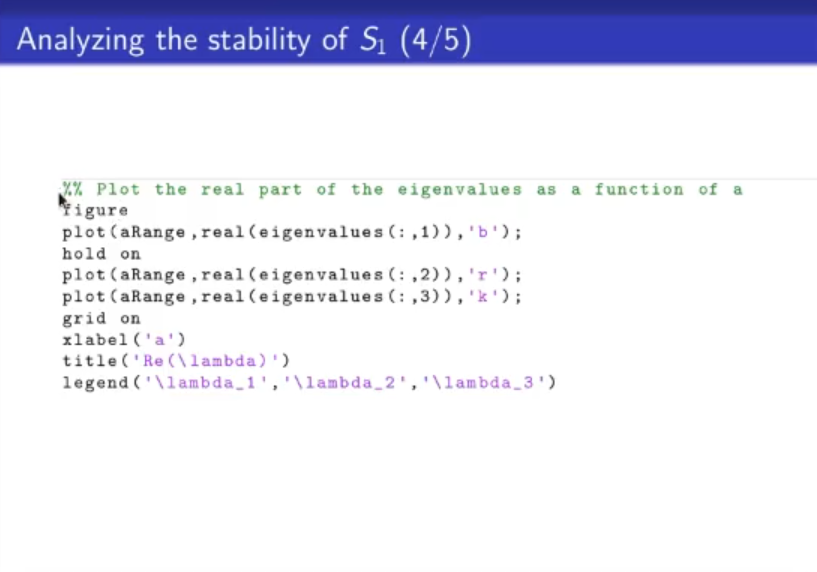 Analyzing the stability of S₁ (4/5)
%% Plot the real part of the eigenvalues as a function of a
figure
plot(aRange,real(eigenvalues(:,1)),'b');
hold on
plot(aRange,real(eigenvalues(:,2)),'r');
plot(aRange,real(eigenvalues(:,3)),'k');
grid on
xlabel('a')
title('Re(\lambda)')
legend('\lambda_1','\lambda_2','\lambda_3')